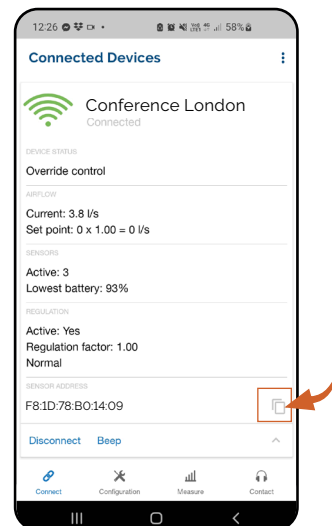 12:26
58%
Connected Devices
Conference London
Connected
DEVICE STATUS
Override control
AIRFLOW
Current: 3.8 l/s
Set point: 0 x 1.00 = 0 l/s
SENSORS
Active: 3
Lowest battery: 93%
REGULATION
Active: Yes
Regulation factor: 1.00
Normal
SENSOR ADDRESS
F8:1D:78:B0:14:09
Disconnect Beep
Connect Configuration Measure Contact